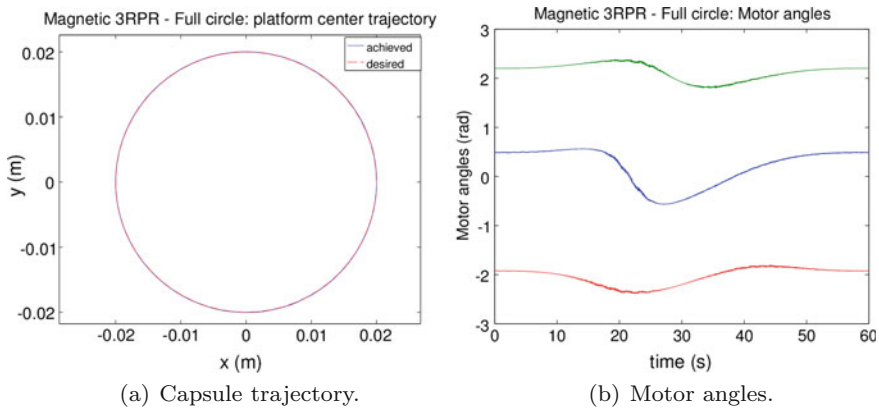 Magnetic 3RPR - Full circle: platform center trajectory
achieved
desired
0.02
0.01
0
-0.01
-0.02
y (m)
-0.02 -0.01 0 0.01 0.02
x (m)
(a) Capsule trajectory.
Magnetic 3RPR - Full circle: Motor angles
3
2
1
0
-1
-2
-3
Motor angles (rad)
0 10 20 30 40 50 60
time (s)
(b) Motor angles.